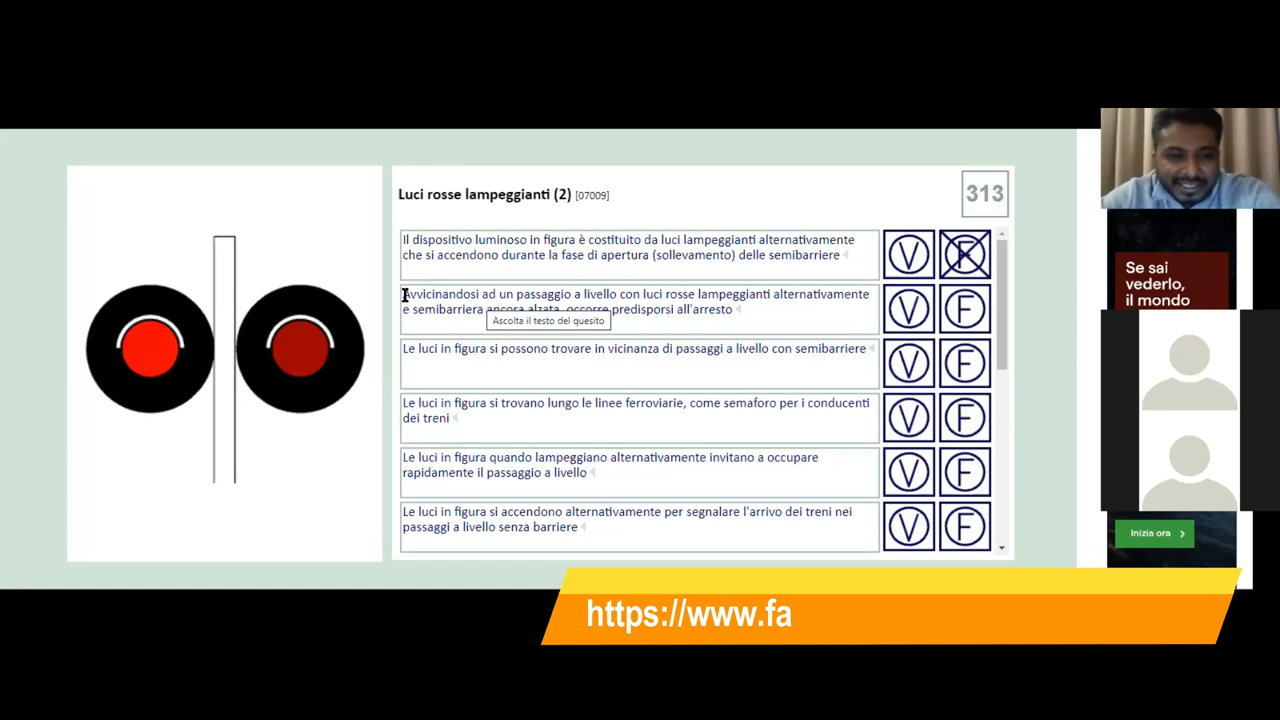 Luci rosse lampeggianti (2) [07009]
313
Il dispositivo luminoso in figura è costituito da luci lampeggianti alternativamente
che si accendono durante la fase di apertura (sollevamento) delle semibarriere
V F
Avvicinandosi ad un passaggio a livello con luci rosse lampeggianti alternativamente
e semibarriera ancora alzata, occorre predisporsi all'arresto
V F
Ascolta il testo del quesito
Le luci in figura si possono trovare in vicinanza di passaggi a livello con semibarriere
V F
Le luci in figura si trovano lungo le linee ferroviarie, come semaforo per i conducenti
dei treni
V F
Le luci in figura quando lampeggiano alternativamente invitano a occupare
rapidamente il passaggio a livello
V F
Le luci in figura si accendono alternativamente per segnalare l'arrivo dei treni nei
passaggi a livello senza barriere
V F
Se sai
vederlo,
il mondo
Inizia ora
https://www.fa